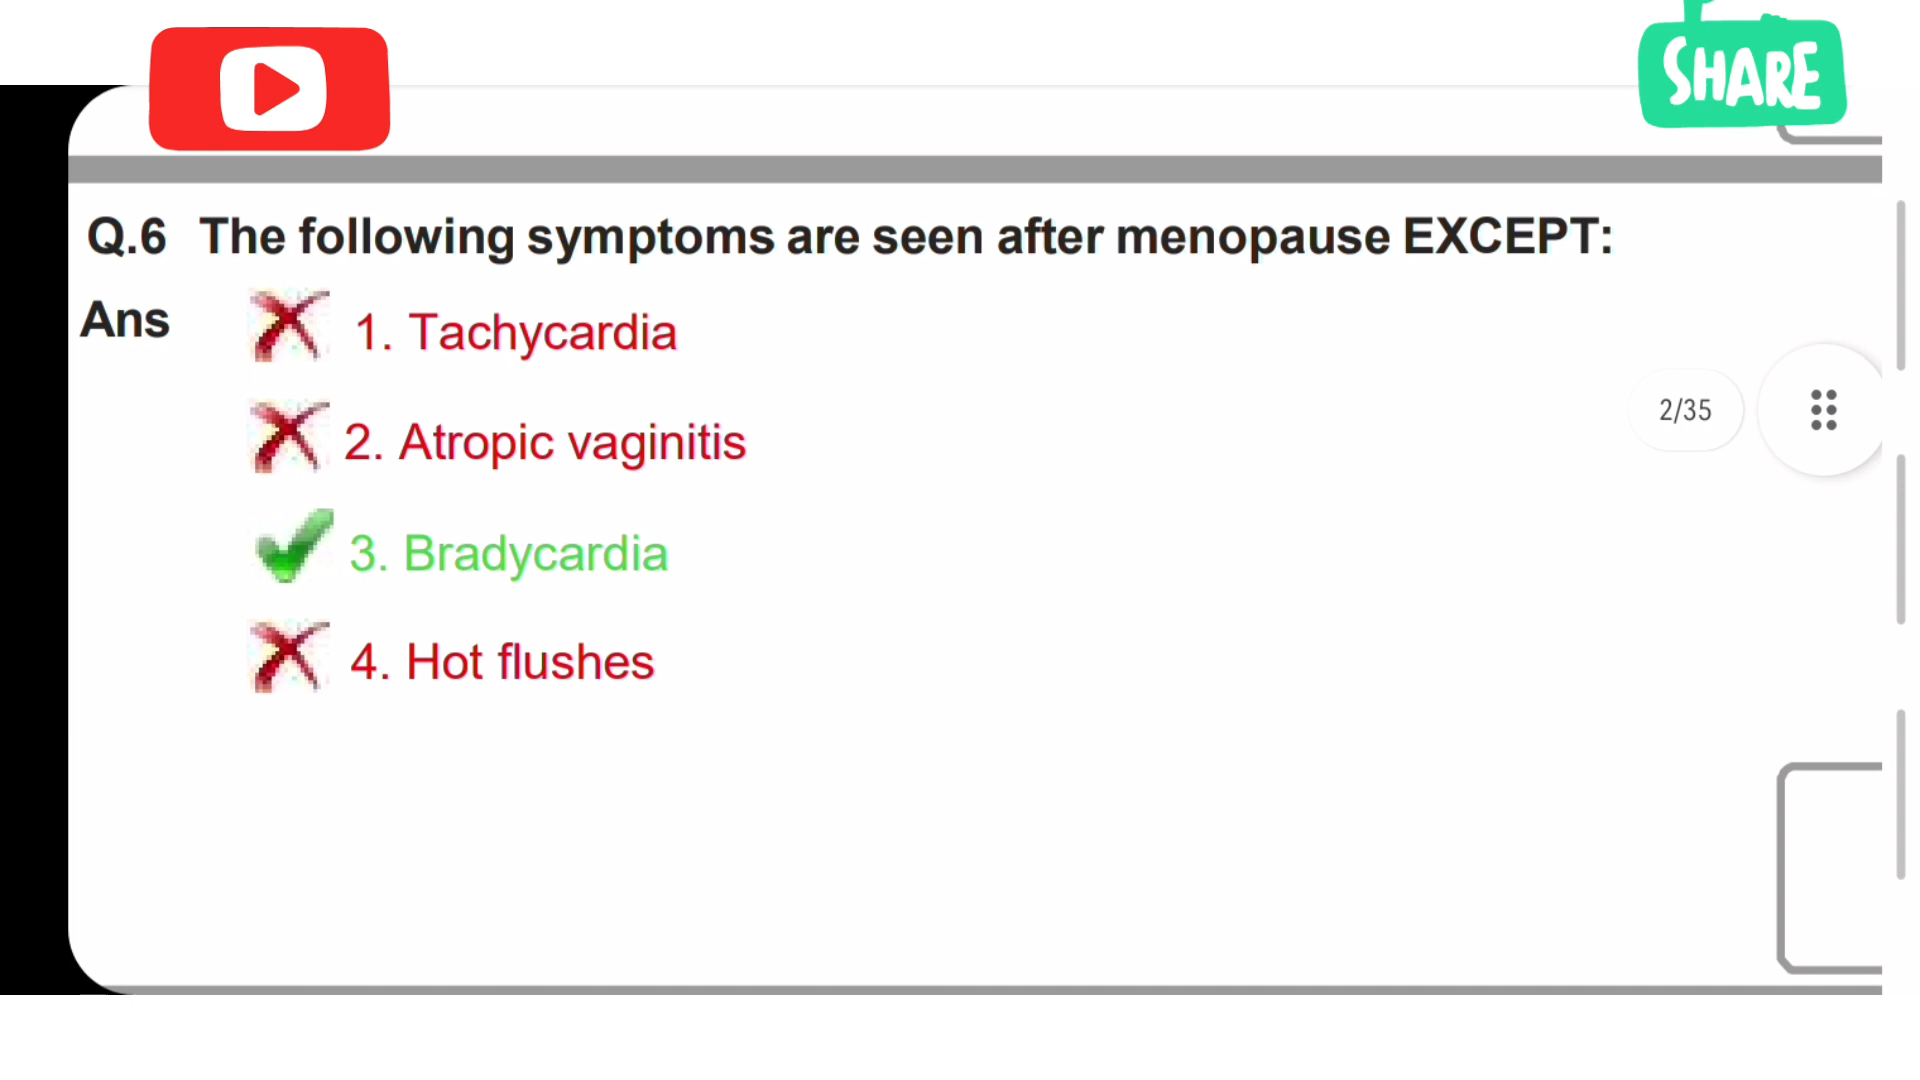 SHARE
Q.6 The following symptoms are seen after menopause EXCEPT:
Ans 1. Tachycardia
2. Atropic vaginitis
3. Bradycardia
4. Hot flushes
2/35